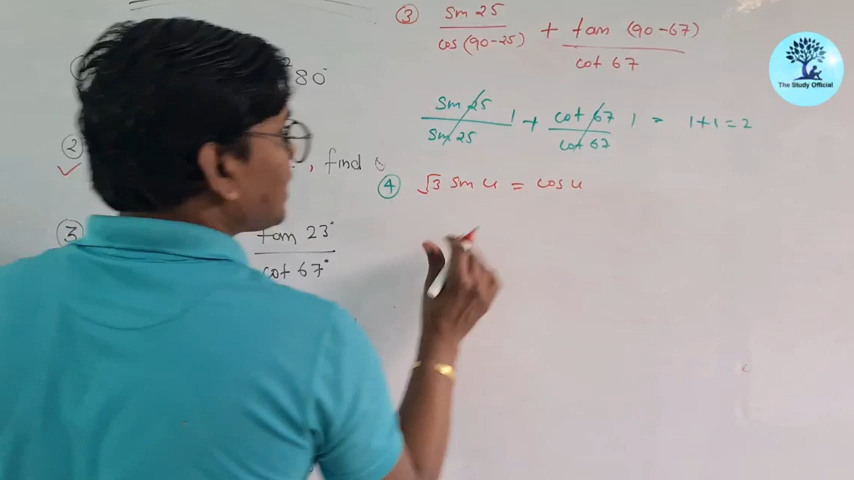 80°
②
, find
③
tan 23°
cot 67°
③ sin 25 / cos (90-25) + tan (90-67) / cot 67
sin 25 / sin 25 1 + cot 67 / cot 67 1 = 1+1=2
④ √3 sin u = cos u
The Study Official